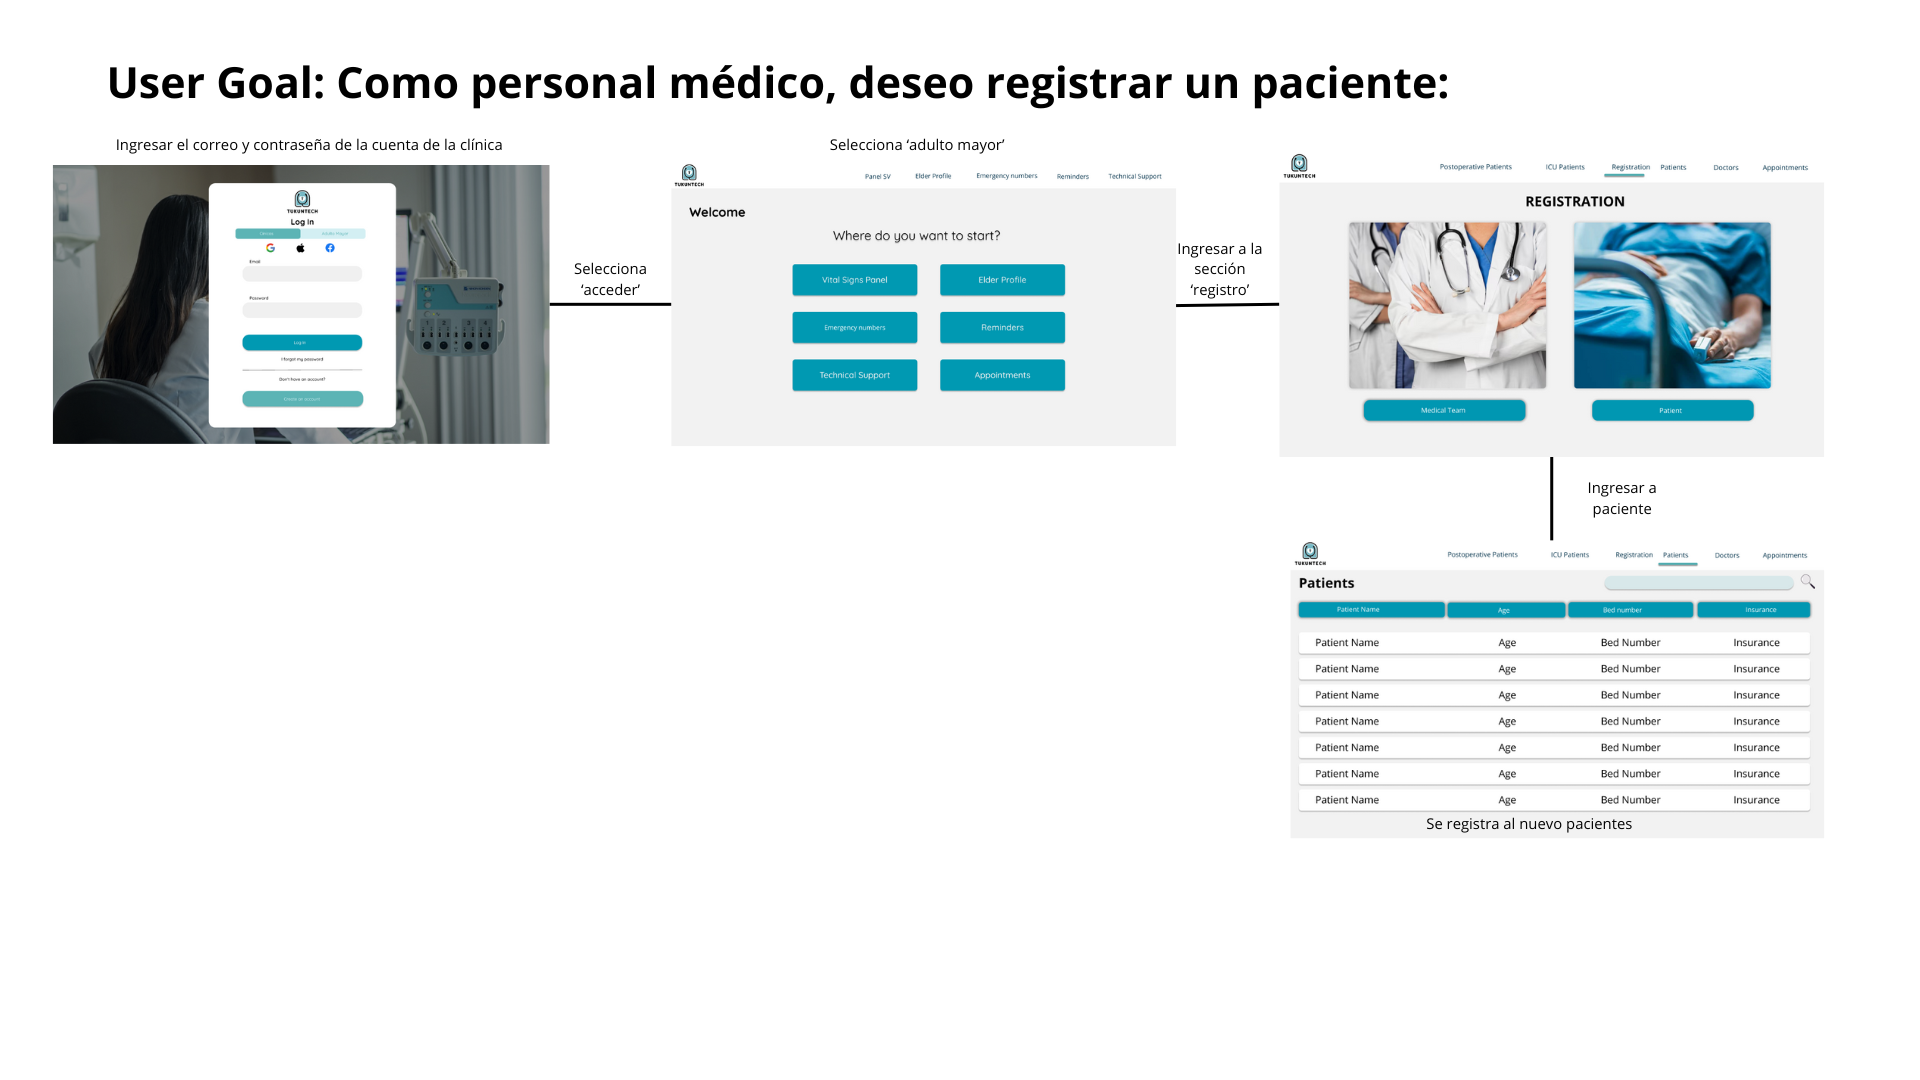 User Goal: Como personal médico, deseo registrar un paciente:
Ingresar el correo y contraseña de la cuenta de la clínica
TUKUNTECH
Log in
Clínica
Adulto Mayor
Email
Password
Log in
I forgot my password
Don't have an account?
Selecciona
‘acceder’
Selecciona ‘adulto mayor’
TUKUNTECH
Panel SV
Elder Profile
Emergency numbers
Reminders
Technical Support
Welcome
Where do you want to start?
Vital Signs Panel
Elder Profile
Emergency numbers
Reminders
Technical Support
Appointments
Ingresar a la
sección
‘registro’
TUKUNTECH
Postoperative Patients
ICU Patients
Registration
Patients
Doctors
Appointments
REGISTRATION
Medical Team
Patient
Ingresar a
paciente
TUKUNTECH
Postoperative Patients
ICU Patients
Registration
Patients
Doctors
Appointments
Patients
Patient Name Age Bed number Insurance
Patient Name Age Bed Number Insurance
Patient Name Age Bed Number Insurance
Patient Name Age Bed Number Insurance
Patient Name Age Bed Number Insurance
Patient Name Age Bed Number Insurance
Patient Name Age Bed Number Insurance
Patient Name Age Bed Number Insurance
Se registra al nuevo pacientes